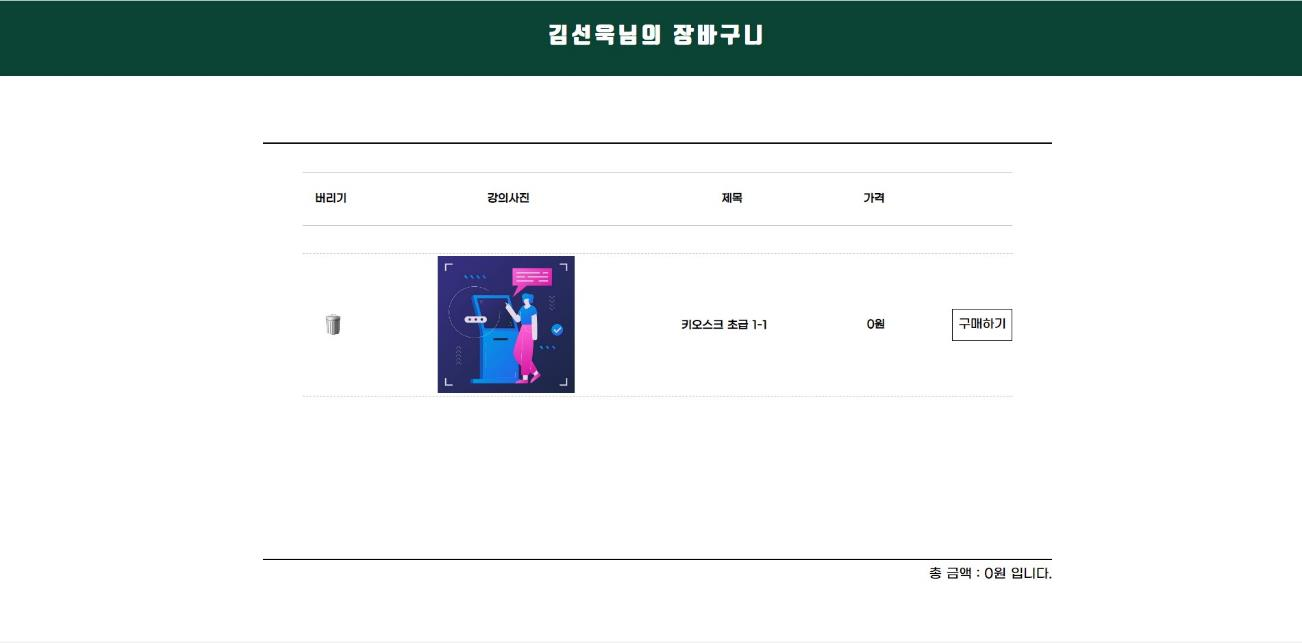 김선욱님의 장바구니
버리기 강의사진 제목 가격
키오스크 초급 1-1 0원 구매하기
총 금액 : 0원 입니다.